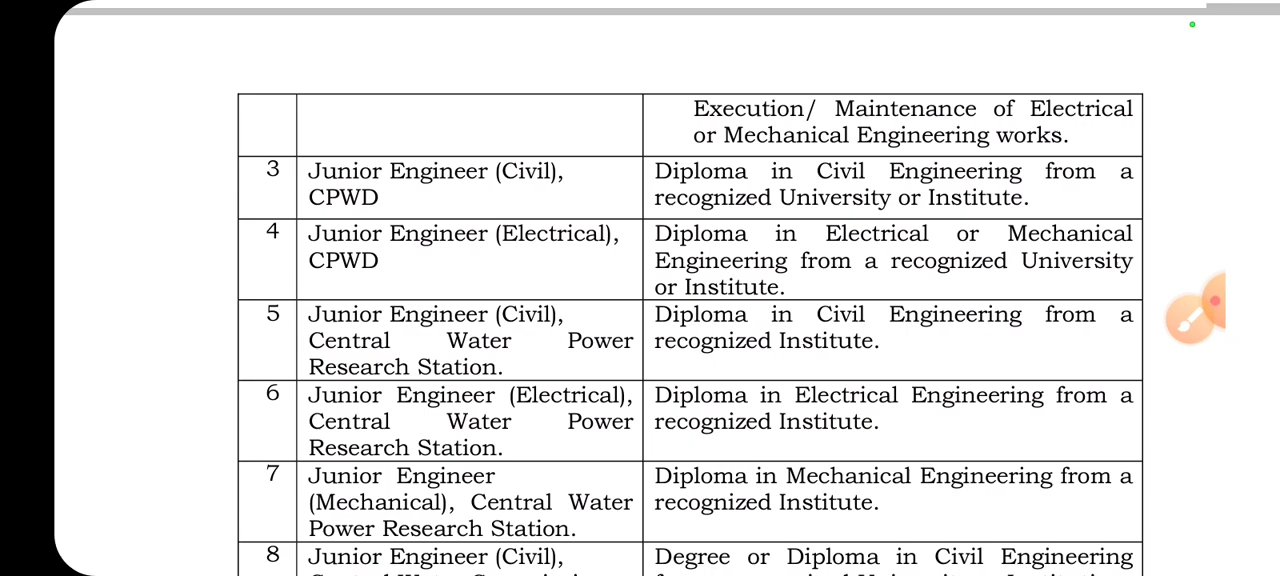 Execution/ Maintenance of Electrical
or Mechanical Engineering works.
3
Junior Engineer (Civil),
CPWD
Diploma in Civil Engineering from a
recognized University or Institute.
4
Junior Engineer (Electrical),
CPWD
Diploma in Electrical or Mechanical
Engineering from a recognized University
or Institute.
5
Junior Engineer (Civil),
Central Water Power
Research Station.
Diploma in Civil Engineering from a
recognized Institute.
6
Junior Engineer (Electrical),
Central Water Power
Research Station.
Diploma in Electrical Engineering from a
recognized Institute.
7
Junior Engineer
(Mechanical), Central Water
Power Research Station.
Diploma in Mechanical Engineering from a
recognized Institute.
8
Junior Engineer (Civil),
Degree or Diploma in Civil Engineering